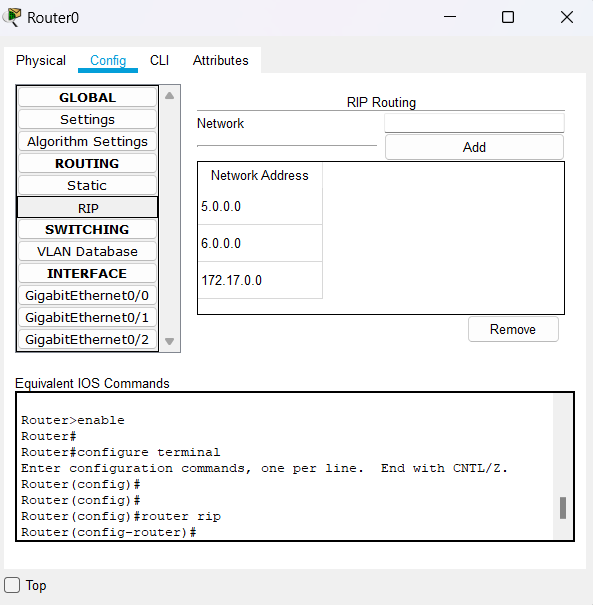 Router0
Physical Config CLI Attributes
GLOBAL
Settings
Algorithm Settings
ROUTING
Static
RIP
SWITCHING
VLAN Database
INTERFACE
GigabitEthernet0/0
GigabitEthernet0/1
GigabitEthernet0/2
RIP Routing
Network
Add
Network Address
5.0.0.0
6.0.0.0
172.17.0.0
Remove
Equivalent IOS Commands
Router>enable
Router#
Router#configure terminal
Enter configuration commands, one per line.  End with CNTL/Z.
Router(config)#
Router(config)#
Router(config)#router rip
Router(config-router)#
Top